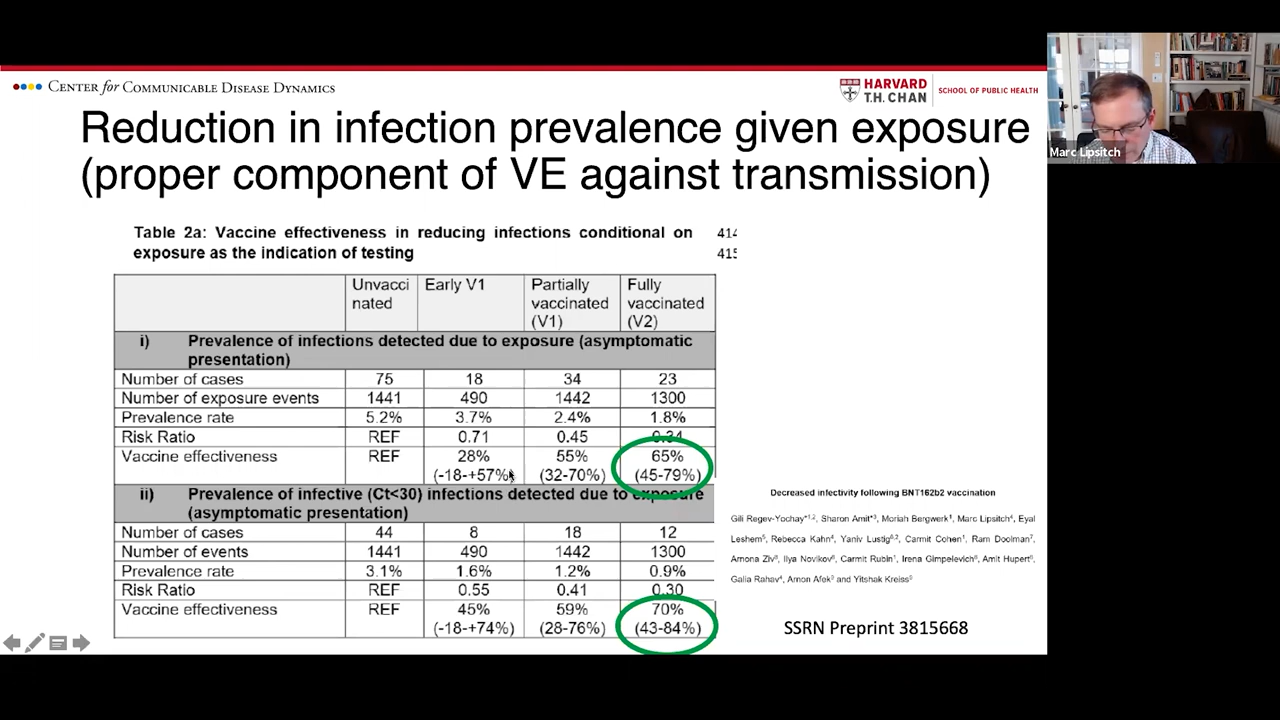 CENTER for COMMUNICABLE DISEASE DYNAMICS
HARVARD
T.H. CHAN
SCHOOL OF PUBLIC HEALTH
Marc Lipsitch
Reduction in infection prevalence given exposure
(proper component of VE against transmission)
Table 2a: Vaccine effectiveness in reducing infections conditional on 414
exposure as the indication of testing 415
Unvacci Early V1 Partially Fully
nated vaccinated vaccinated
(V1) (V2)
i) Prevalence of infections detected due to exposure (asymptomatic
presentation)
Number of cases 75 18 34 23
Number of exposure events 1441 490 1442 1300
Prevalence rate 5.2% 3.7% 2.4% 1.8%
Risk Ratio REF 0.71 0.45 0.34
Vaccine effectiveness REF 28% 55% 65%
(-18-+57%) (32-70%) (45-79%)
ii) Prevalence of infective (Ct<30) infections detected due to exposure
(asymptomatic presentation)
Number of cases 44 8 18 12
Number of events 1441 490 1442 1300
Prevalence rate 3.1% 1.6% 1.2% 0.9%
Risk Ratio REF 0.55 0.41 0.30
Vaccine effectiveness REF 45% 59% 70%
(-18-+74%) (28-76%) (43-84%)
Decreased infectivity following BNT162b2 vaccination
Gili Regev-Yochay*1,2, Sharon Amit*3, Moriah Bergwerk1, Marc Lipsitch4, Eyal
Leshem5, Rebecca Kahn4, Yaniv Lustig6,2, Carmit Cohen1, Ram Doolman7,
Arnona Ziv8, Ilya Novikov8, Carmit Rubin1, Irena Gimpelevich8, Amit Huppert8,
Galia Rahav4, Arnon Afek9 and Yitshak Kreiss9
SSRN Preprint 3815668